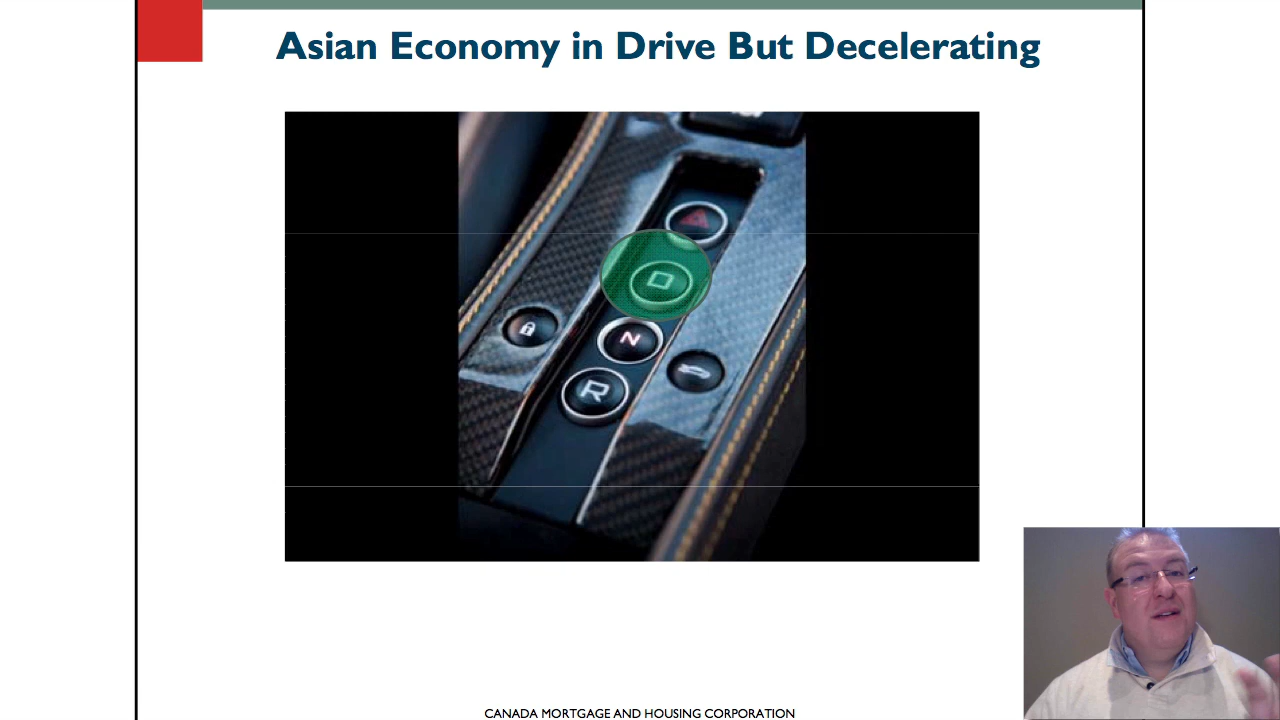 Asian Economy in Drive But Decelerating
N
R
CANADA MORTGAGE AND HOUSING CORPORATION